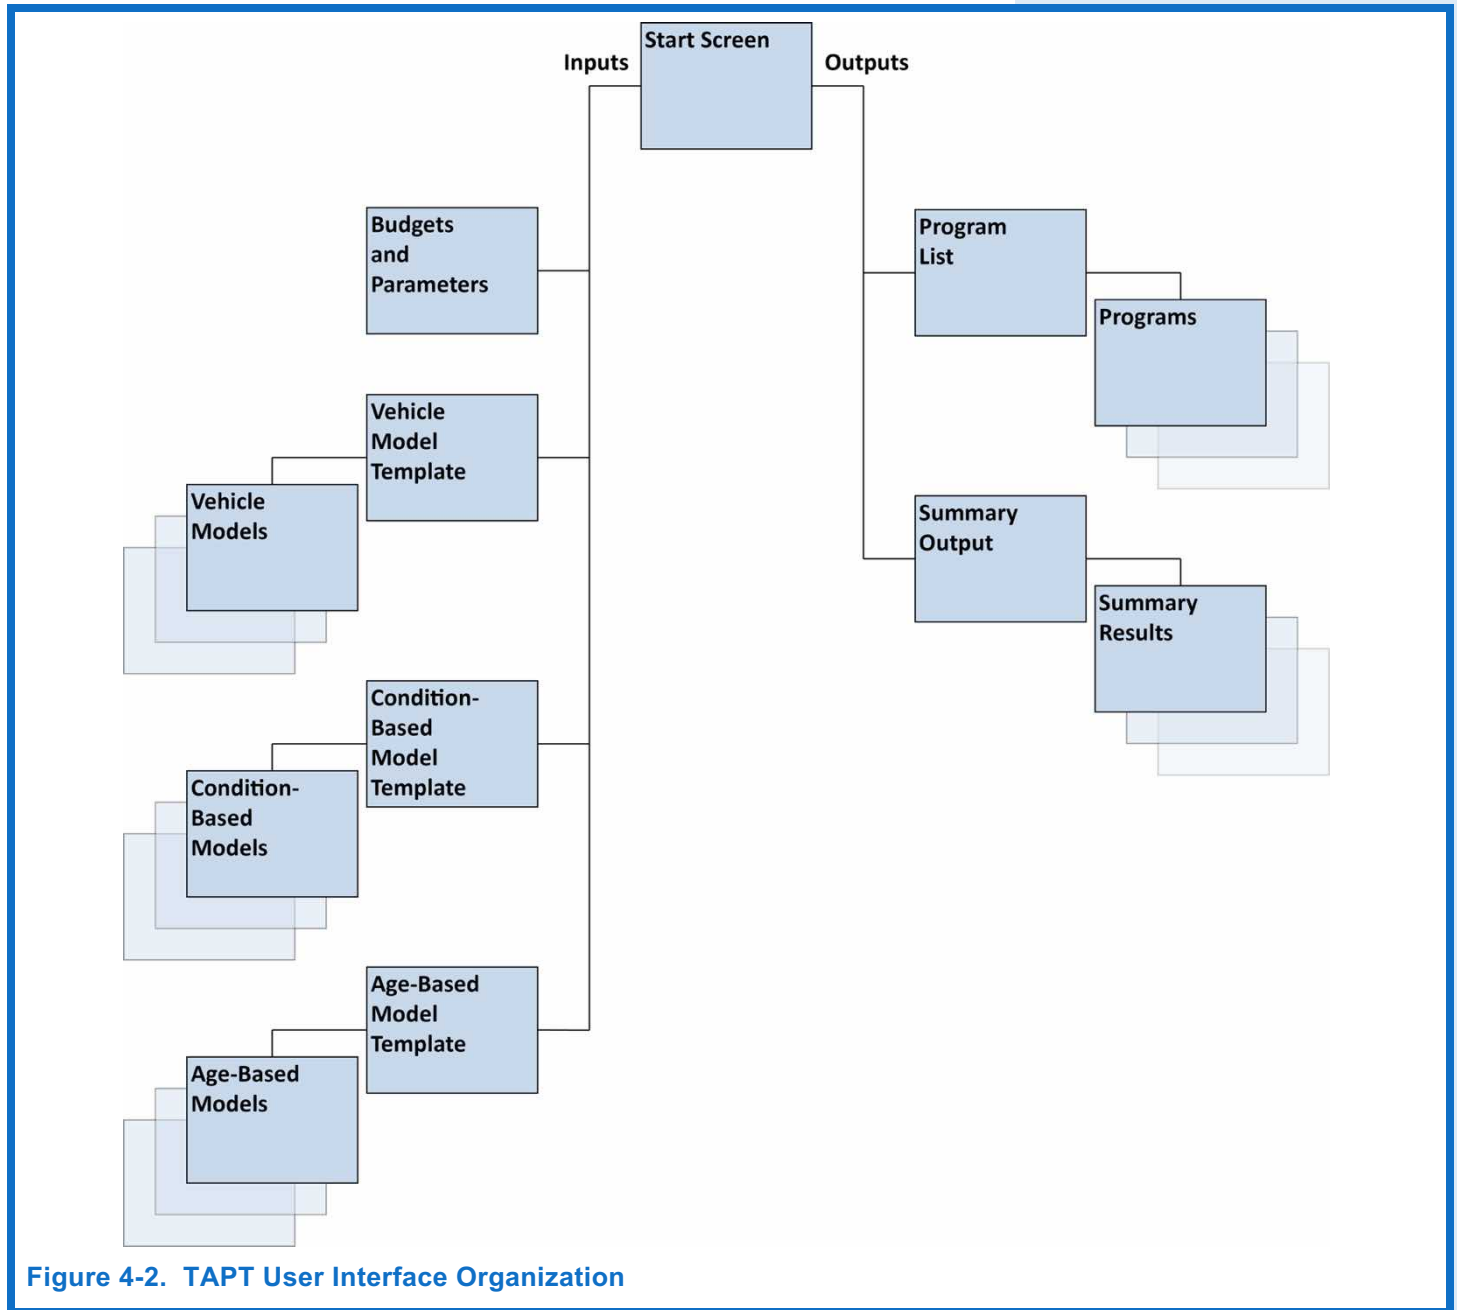 Start Screen
Inputs
Outputs
Budgets
and
Parameters
Program
List
Programs
Vehicle
Model
Template
Vehicle
Models
Summary
Output
Summary
Results
Condition-
Based
Model
Template
Condition-
Based
Models
Age-Based
Model
Template
Age-Based
Models
Figure 4-2. TAPT User Interface Organization